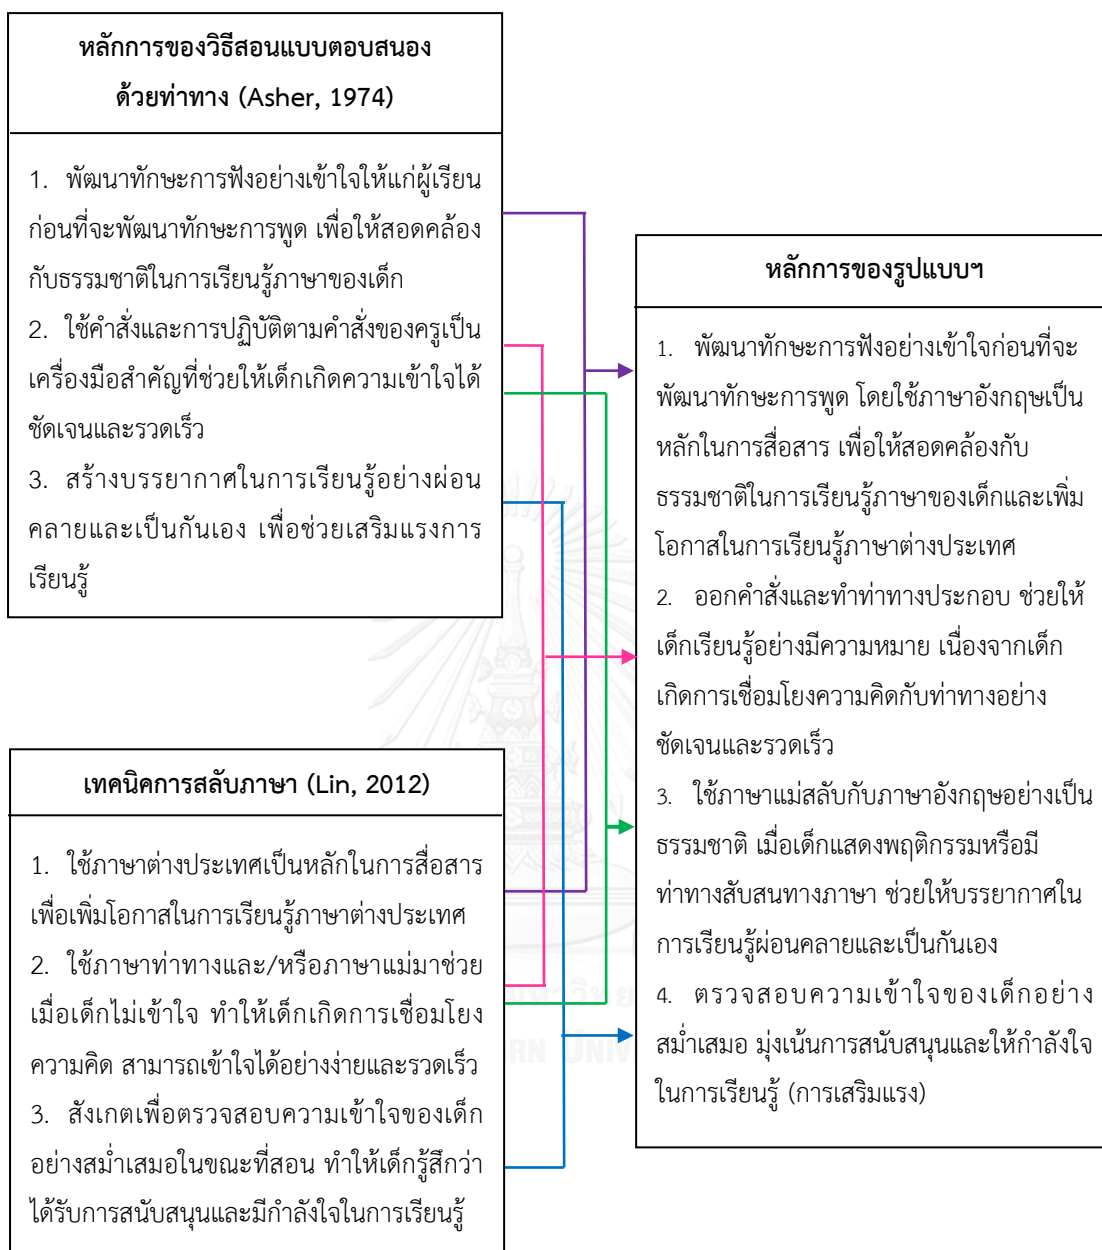 หลักการของวิธีสอนแบบตอบสนอง
ด้วยท่าทาง (Asher, 1974)
1. พัฒนาทักษะการฟังอย่างเข้าใจให้แก่ผู้เรียน
ก่อนที่จะพัฒนาทักษะการพูด เพื่อให้สอดคล้อง
กับธรรมชาติในการเรียนรู้ภาษาของเด็ก
2. ใช้คำสั่งและการปฏิบัติตามคำสั่งของครูเป็น
เครื่องมือสำคัญที่ช่วยให้เด็กเกิดความเข้าใจได้
ชัดเจนและรวดเร็ว
3. สร้างบรรยากาศในการเรียนรู้อย่างผ่อน
คลายและเป็นกันเอง เพื่อช่วยเสริมแรงการ
เรียนรู้
เทคนิคการสลับภาษา (Lin, 2012)
1. ใช้ภาษาต่างประเทศเป็นหลักในการสื่อสาร
เพื่อเพิ่มโอกาสในการเรียนรู้ภาษาต่างประเทศ
2. ใช้ภาษาท่าทางและ/หรือภาษาแม่มาช่วย
เมื่อเด็กไม่เข้าใจ ทำให้เด็กเกิดการเชื่อมโยง
ความคิด สามารถเข้าใจได้อย่างง่ายและรวดเร็ว
3. สังเกตเพื่อตรวจสอบความเข้าใจของเด็ก
อย่างสม่ำเสมอในขณะที่สอน ทำให้เด็กรู้สึกว่า
ได้รับการสนับสนุนและมีกำลังใจในการเรียนรู้
หลักการของรูปแบบฯ
1. พัฒนาทักษะการฟังอย่างเข้าใจก่อนที่จะ
พัฒนาทักษะการพูด โดยใช้ภาษาอังกฤษเป็น
หลักในการสื่อสาร เพื่อให้สอดคล้องกับ
ธรรมชาติในการเรียนรู้ภาษาของเด็กและเพิ่ม
โอกาสในการเรียนรู้ภาษาต่างประเทศ
2. ออกคำสั่งและทำท่าทางประกอบ ช่วยให้
เด็กเรียนรู้อย่างมีความหมาย เนื่องจากเด็ก
เกิดการเชื่อมโยงความคิดกับท่าทางอย่าง
ชัดเจนและรวดเร็ว
3. ใช้ภาษาแม่สลับกับภาษาอังกฤษอย่างเป็น
ธรรมชาติ เมื่อเด็กแสดงพฤติกรรมหรือมี
ท่าทางสับสนทางภาษา ช่วยให้บรรยากาศใน
การเรียนรู้ผ่อนคลายและเป็นกันเอง
4. ตรวจสอบความเข้าใจของเด็กอย่าง
สม่ำเสมอ มุ่งเน้นการสนับสนุนและให้กำลังใจ
ในการเรียนรู้ (การเสริมแรง)